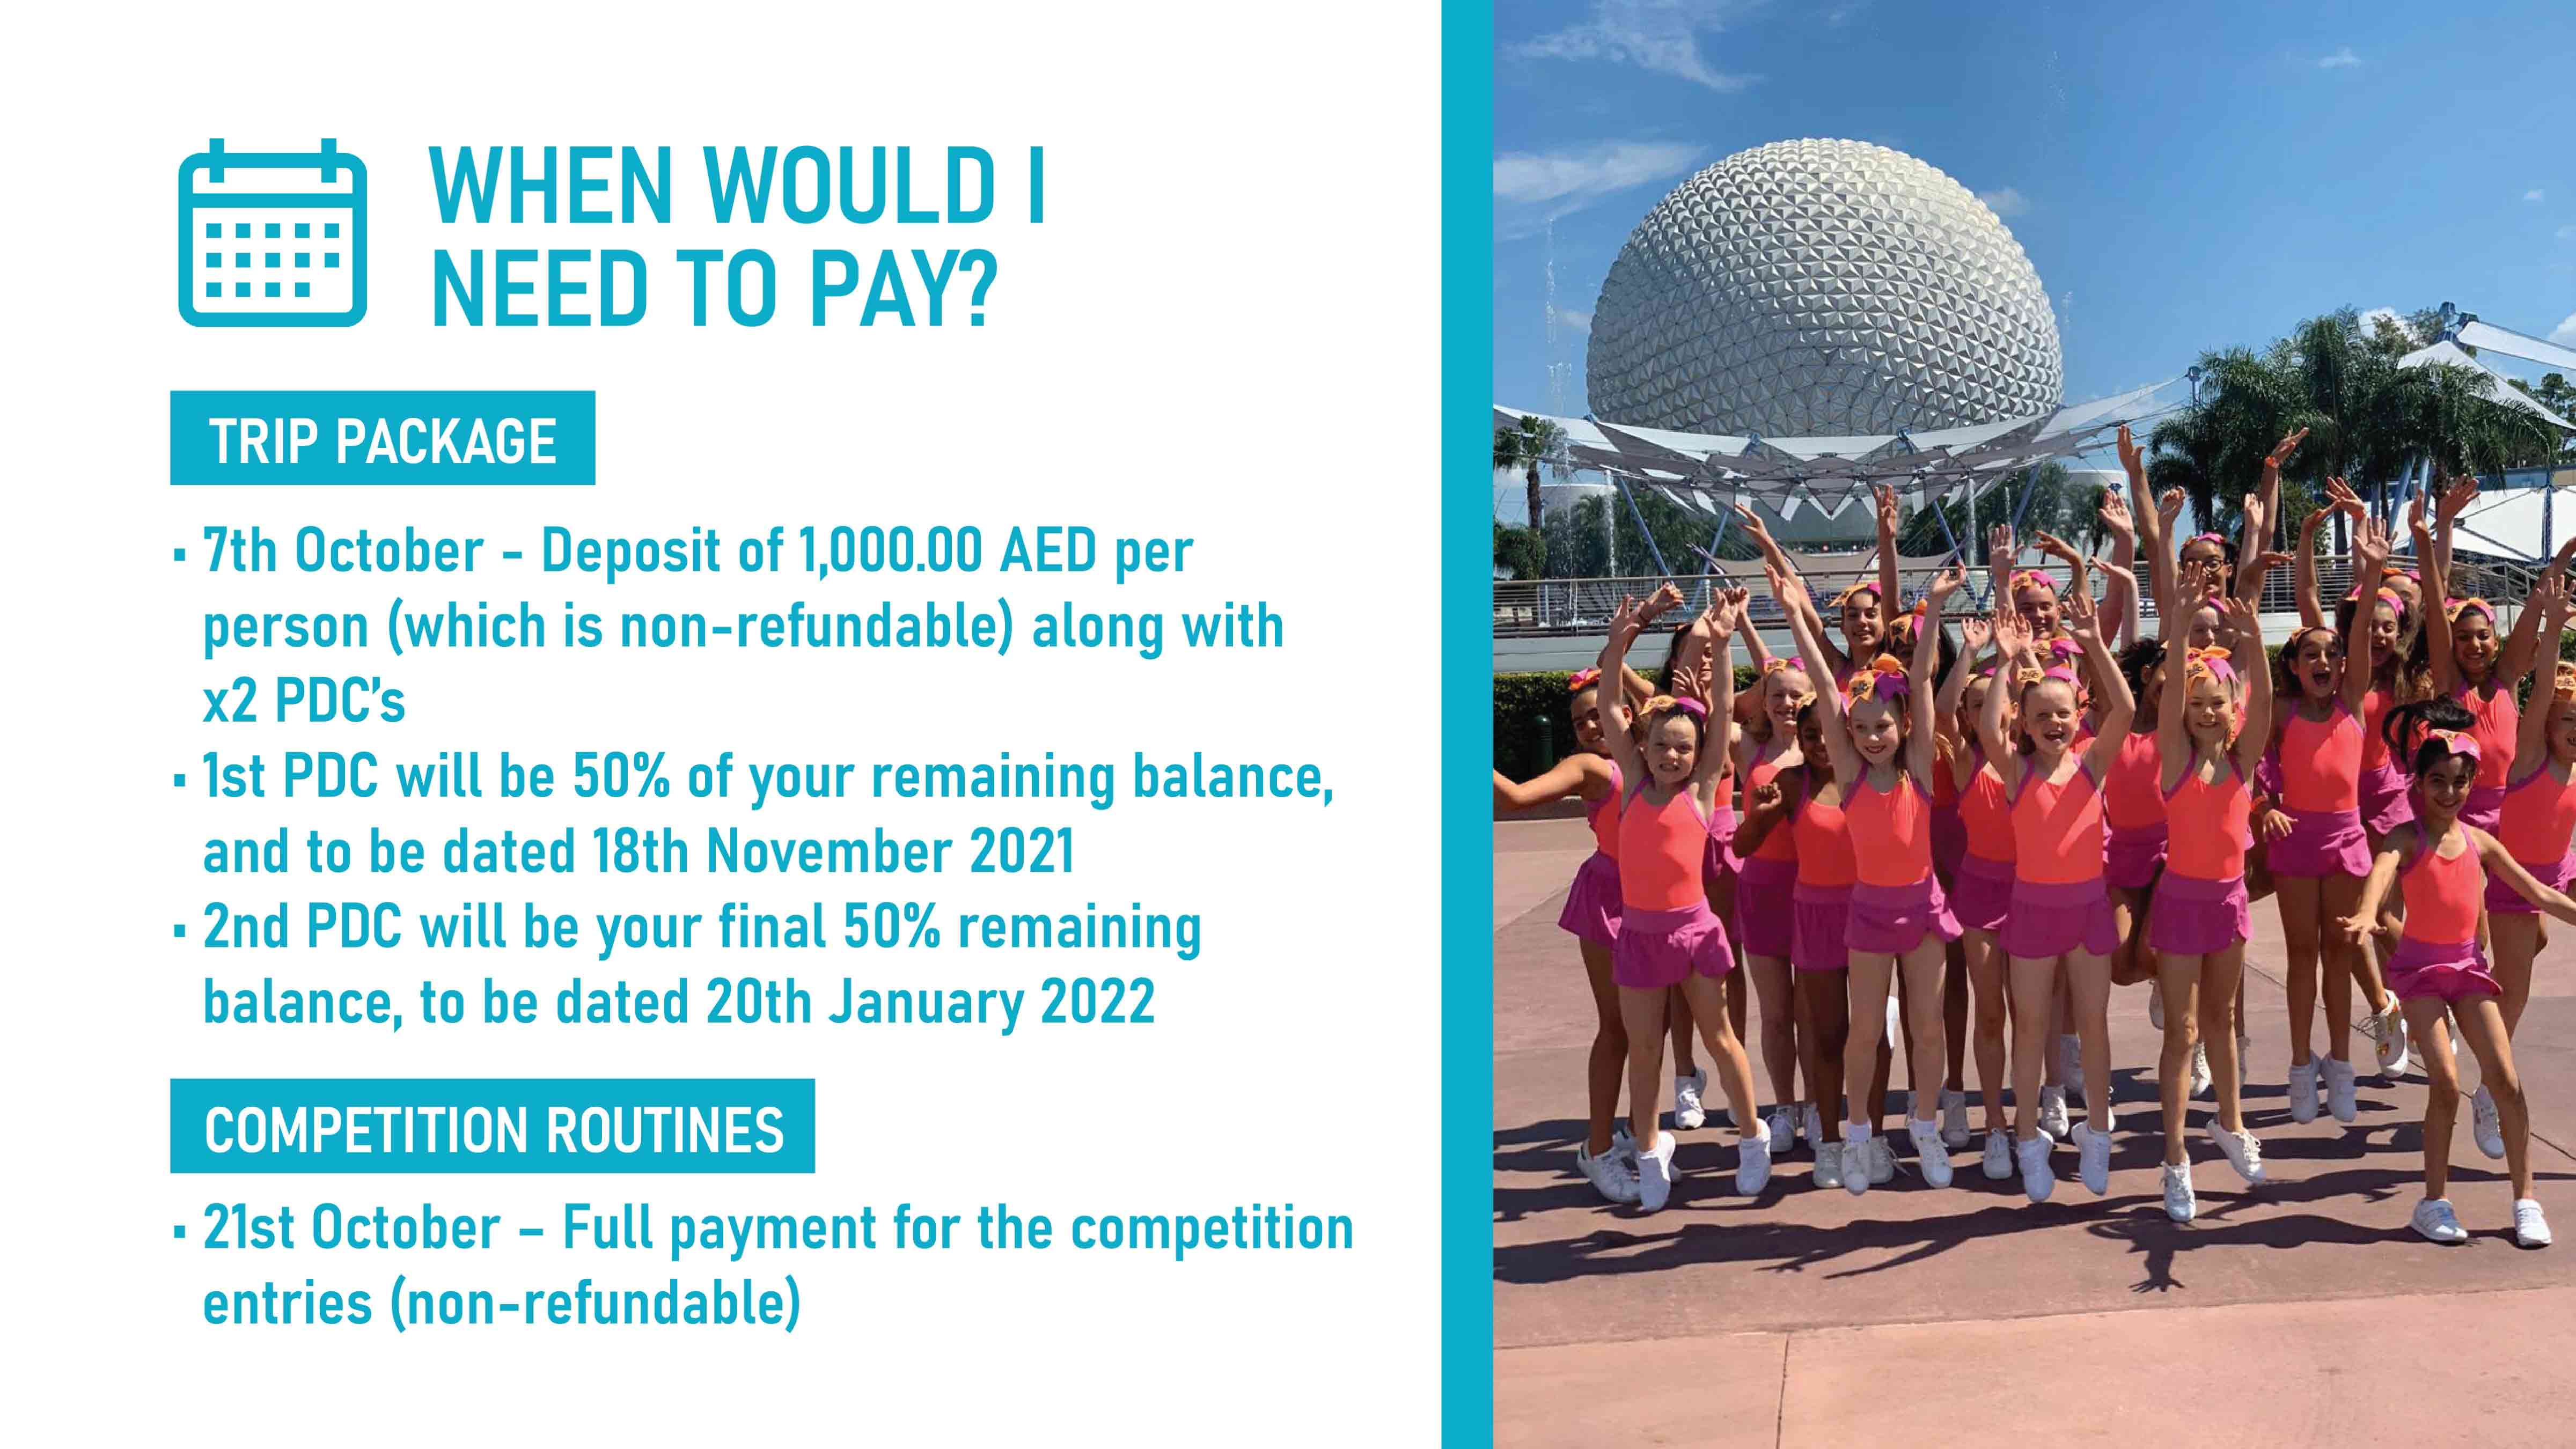 WHEN WOULD I
NEED TO PAY?
TRIP PACKAGE
▪ 7th October - Deposit of 1,000.00 AED per
person (which is non-refundable) along with
x2 PDC’s
▪ 1st PDC will be 50% of your remaining balance,
and to be dated 18th November 2021
▪ 2nd PDC will be your final 50% remaining
balance, to be dated 20th January 2022
COMPETITION ROUTINES
▪ 21st October – Full payment for the competition
entries (non-refundable)